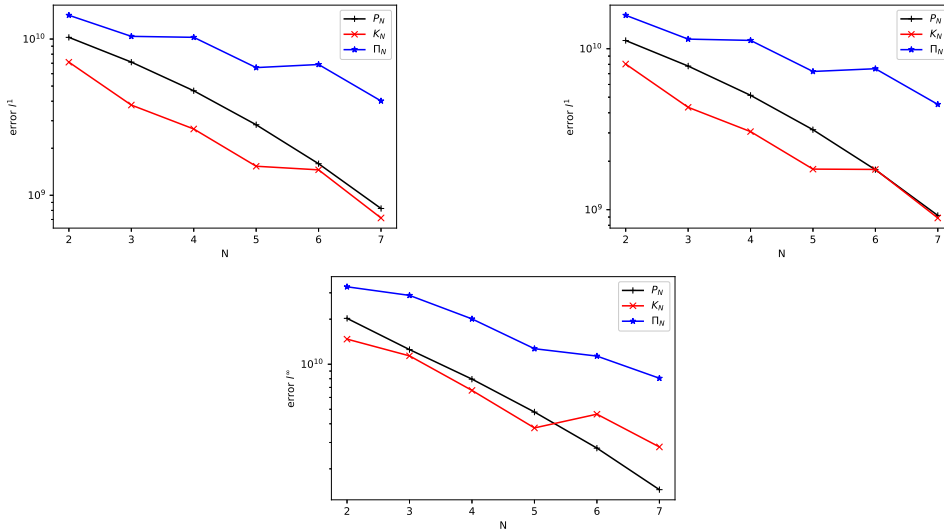 P_N
K_N
Π_N
10^{10}
10^9
error l^1
2 3 4 5 6 7
N
P_N
K_N
Π_N
10^{10}
10^9
error l^1
2 3 4 5 6 7
N
P_N
K_N
Π_N
10^{10}
error l^∞
2 3 4 5 6 7
N